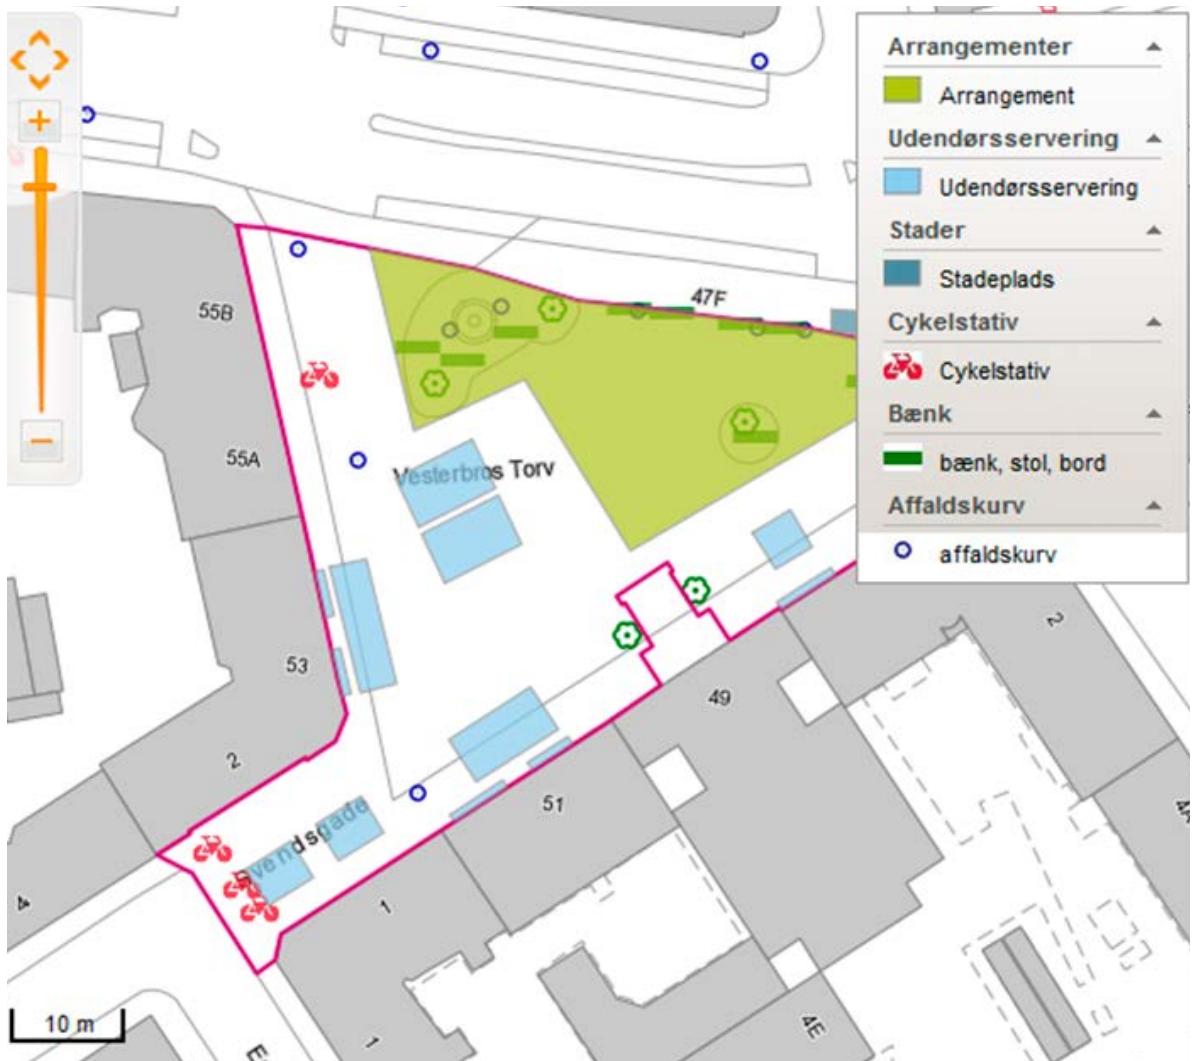 Arrangementer
Arrangement
Udendørsservering
Udendørsservering
Stader
Stadeplads
Cykelstativ
Cykelstativ
Bænk
bænk, stol, bord
Affaldskurv
affaldskurv
+
−
47F
55B
55A
Vesterbros Torv
53
2
2
49
51
4
1
1
4E
10 m